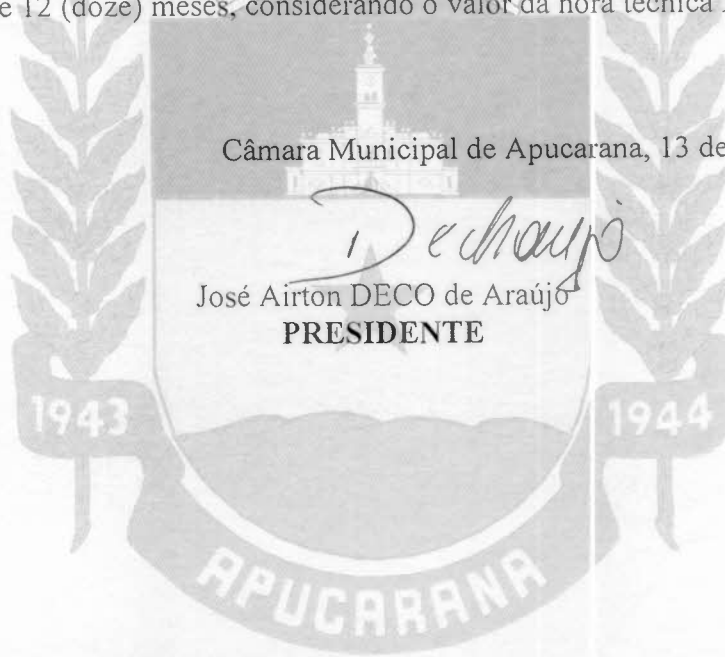 e 12 (doze) meses, considerando o valor da hora técnica
Câmara Municipal de Apucarana, 13 de
José Airton DECO de Araújo
PRESIDENTE
1943
1944
APUCARANA